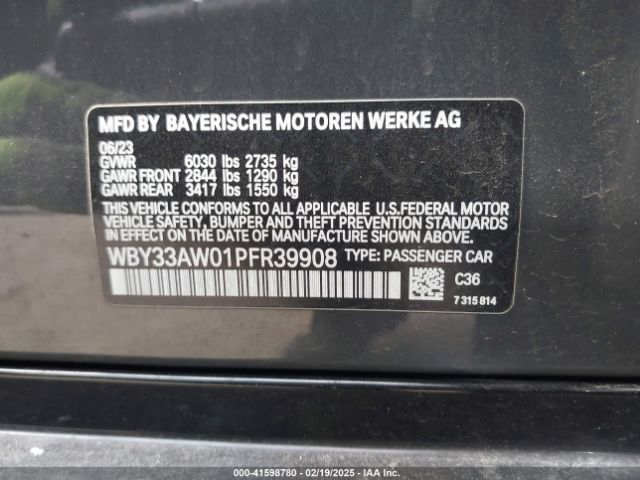 MFD BY BAYERISCHE MOTOREN WERKE AG
06/23
GVWR 6030 lbs 2735 kg
GAWR FRONT 2844 lbs 1290 kg
GAWR REAR 3417 lbs 1550 kg
THIS VEHICLE CONFORMS TO ALL APPLICABLE U.S.FEDERAL MOTOR
VEHICLE SAFETY, BUMPER AND THEFT PREVENTION STANDARDS
IN EFFECT ON THE DATE OF MANUFACTURE SHOWN ABOVE.
WBY33AW01PFR39908 TYPE: PASSENGER CAR
C36
7 315 814
000-41598780 - 02/19/2025 - IAA Inc.